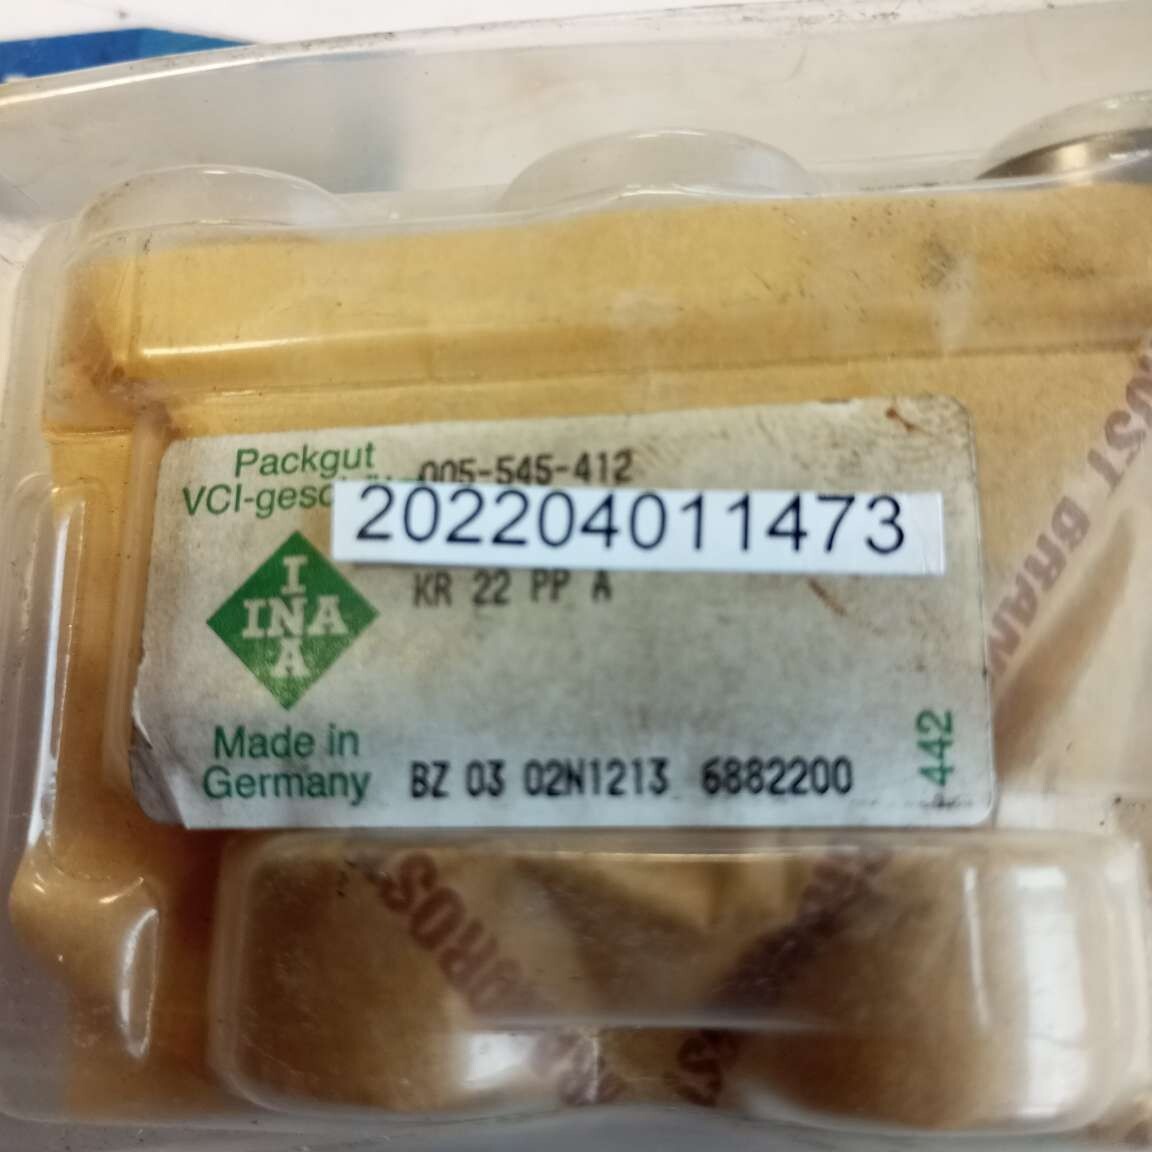 Packgut
VCI-gesc
005-545-412
202204011473
KR 22 PP A
I
INA
A
Made in
Germany
BZ 03 02N1213 6882200
442
BRAN